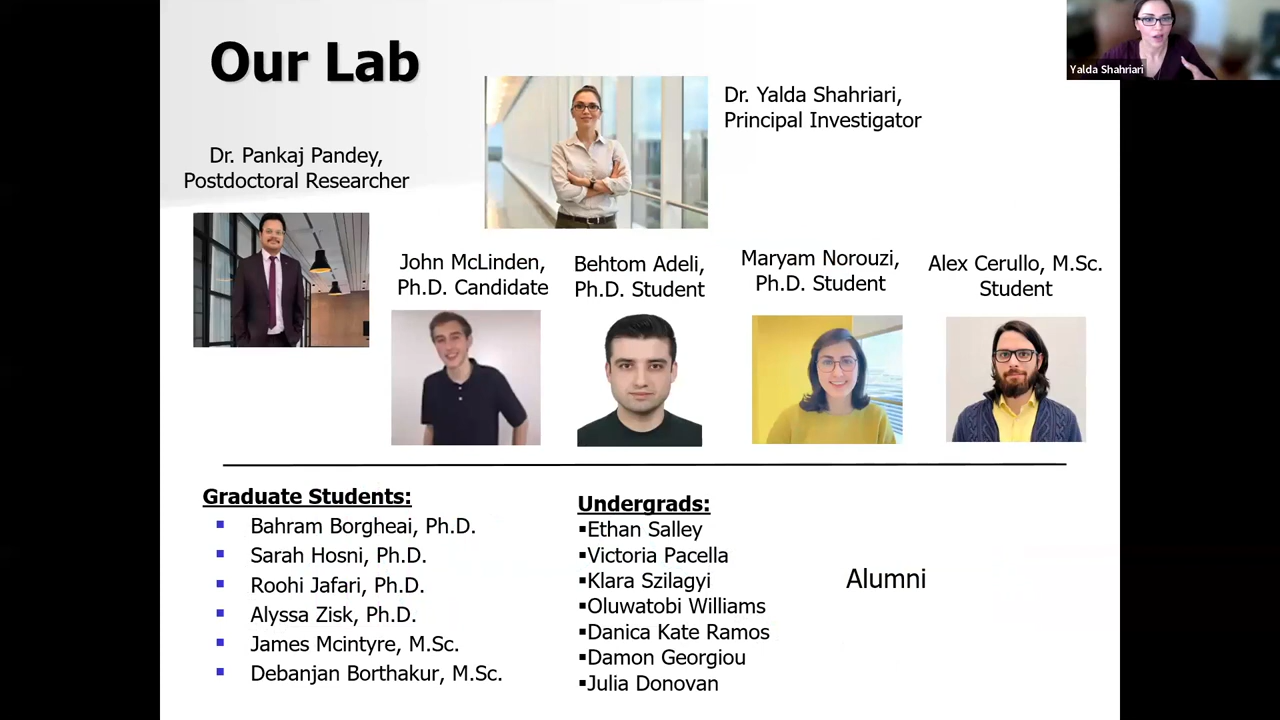 Our Lab
Yalda Shahriari
Dr. Yalda Shahriari,
Principal Investigator
Dr. Pankaj Pandey,
Postdoctoral Researcher
John McLinden,
Ph.D. Candidate
Behtom Adeli,
Ph.D. Student
Maryam Norouzi,
Ph.D. Student
Alex Cerullo, M.Sc.
Student
Graduate Students:
Bahram Borgheai, Ph.D.
Sarah Hosni, Ph.D.
Roohi Jafari, Ph.D.
Alyssa Zisk, Ph.D.
James Mcintyre, M.Sc.
Debanjan Borthakur, M.Sc.
Undergrads:
Ethan Salley
Victoria Pacella
Klara Szilagyi
Oluwatobi Williams
Danica Kate Ramos
Damon Georgiou
Julia Donovan
Alumni